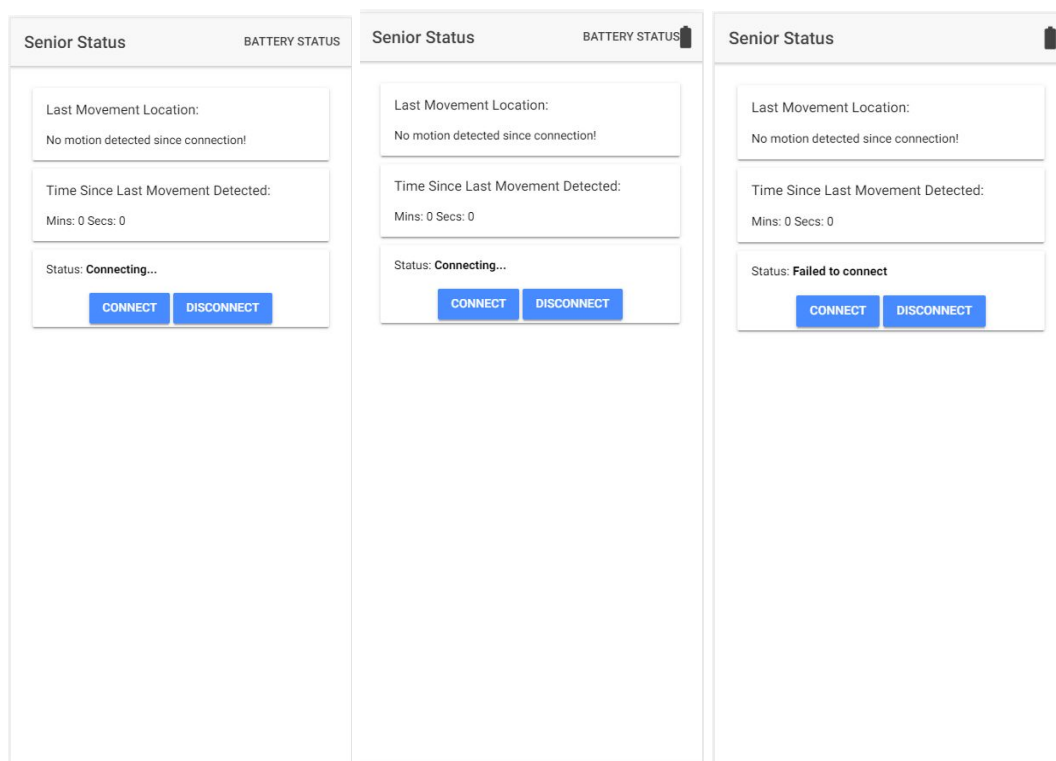 Senior Status
BATTERY STATUS
Last Movement Location:
No motion detected since connection!
Time Since Last Movement Detected:
Mins: 0 Secs: 0
Status: Connecting...
CONNECT DISCONNECT
Senior Status
BATTERY STATUS
Last Movement Location:
No motion detected since connection!
Time Since Last Movement Detected:
Mins: 0 Secs: 0
Status: Connecting...
CONNECT DISCONNECT
Senior Status
Last Movement Location:
No motion detected since connection!
Time Since Last Movement Detected:
Mins: 0 Secs: 0
Status: Failed to connect
CONNECT DISCONNECT